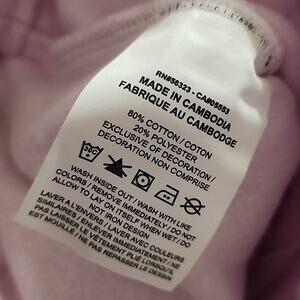 RN#56323 - CA#05553
MADE IN CAMBODIA
FABRIQUE AU CAMBODGE
80% COTTON / COTON
20% POLYESTER
EXCLUSIVE OF DECORATION /
DECORATION NON COMPRISE
WASH INSIDE OUT / WASH WITH LIKE
COLORS / REMOVE IMMEDIATELY / DO NOT
ALLOW TO LAY ON ITSELF WHEN WET / DO
NOT IRON DESIGN
LAVER A L'ENVERS / LAVER AVEC COULEURS
SIMILAIRES / ENLEVER IMMEDIATEMENT / NE
PAS LAISSER LE VETEMENT PLIE LORSQU'IL
EST MOUILLE / NE PAS REPASSER LE DESSIN